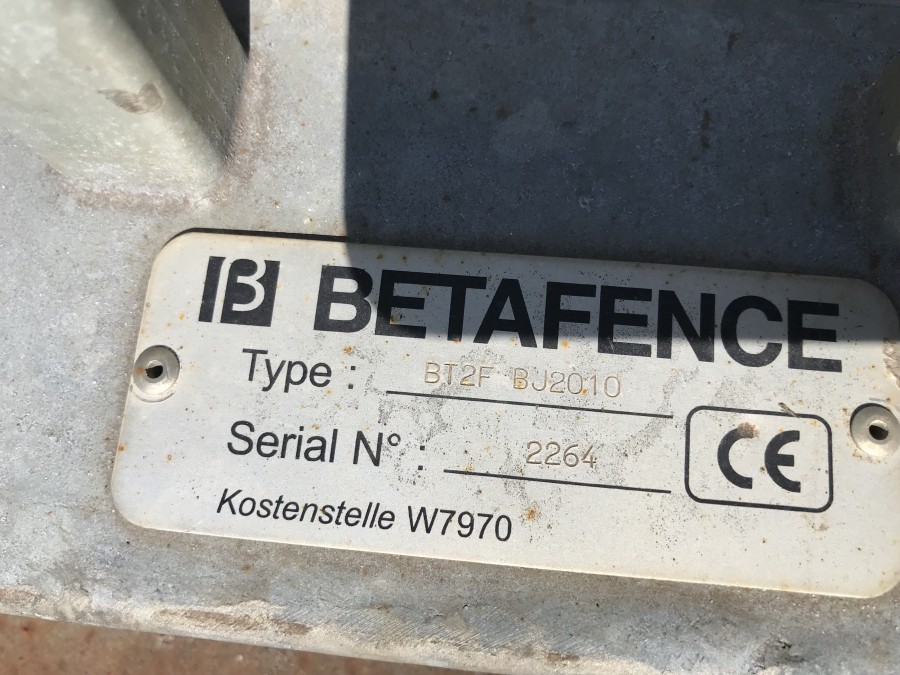 B BETAFENCE
Type : BT2F BJ2010
Serial N° : 2264
CE
Kostenstelle W7970